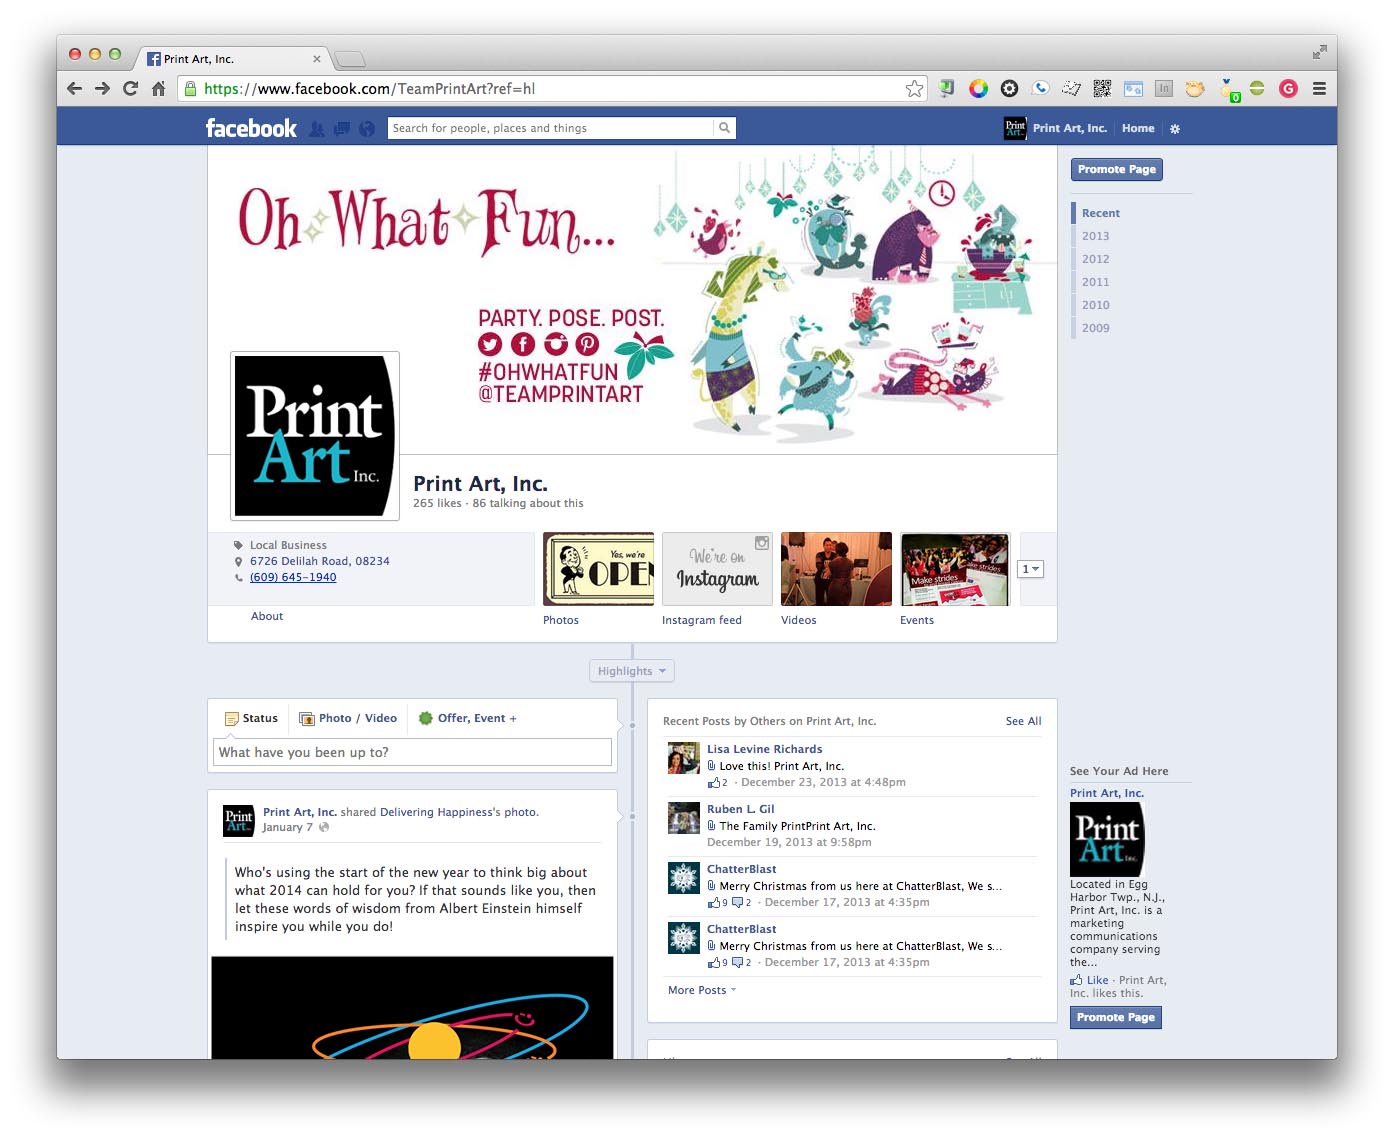 Print Art, Inc.
https://www.facebook.com/TeamPrintArt?ref=hl
0
G
facebook
Search for people, places and things
Print Art, Inc.
Home
Promote Page
Oh What Fun...
PARTY. POSE. POST.
#OHWHATFUN
@TEAMPRINTART
Recent
2013
2012
2011
2010
2009
Print
Art
Inc.
Print Art, Inc.
265 likes · 86 talking about this
Local Business
6726 Delilah Road, 08234
(609) 645-1940
About
Yes, we're
OPEN
Photos
We're on
Instagram
Instagram feed
Videos
Make strides
Events
1
Highlights
Status
Photo / Video
Offer, Event +
What have you been up to?
Print Art, Inc. shared Delivering Happiness's photo.
January 7
Who's using the start of the new year to think big about
what 2014 can hold for you? If that sounds like you, then
let these words of wisdom from Albert Einstein himself
inspire you while you do!
Recent Posts by Others on Print Art, Inc.
See All
Lisa Levine Richards
Love this! Print Art, Inc.
2 · December 23, 2013 at 4:48pm
Ruben L. Gil
The Family PrintPrint Art, Inc.
December 19, 2013 at 9:58pm
ChatterBlast
Merry Christmas from us here at ChatterBlast, We s...
9 2 · December 17, 2013 at 4:35pm
ChatterBlast
Merry Christmas from us here at ChatterBlast, We s...
9 2 · December 17, 2013 at 4:35pm
More Posts
See Your Ad Here
Print Art, Inc.
Print
Art Inc.
Located in Egg
Harbor Twp., N.J.,
Print Art, Inc. is a
marketing
communications
company serving
the...
Like · Print Art,
Inc. likes this.
Promote Page